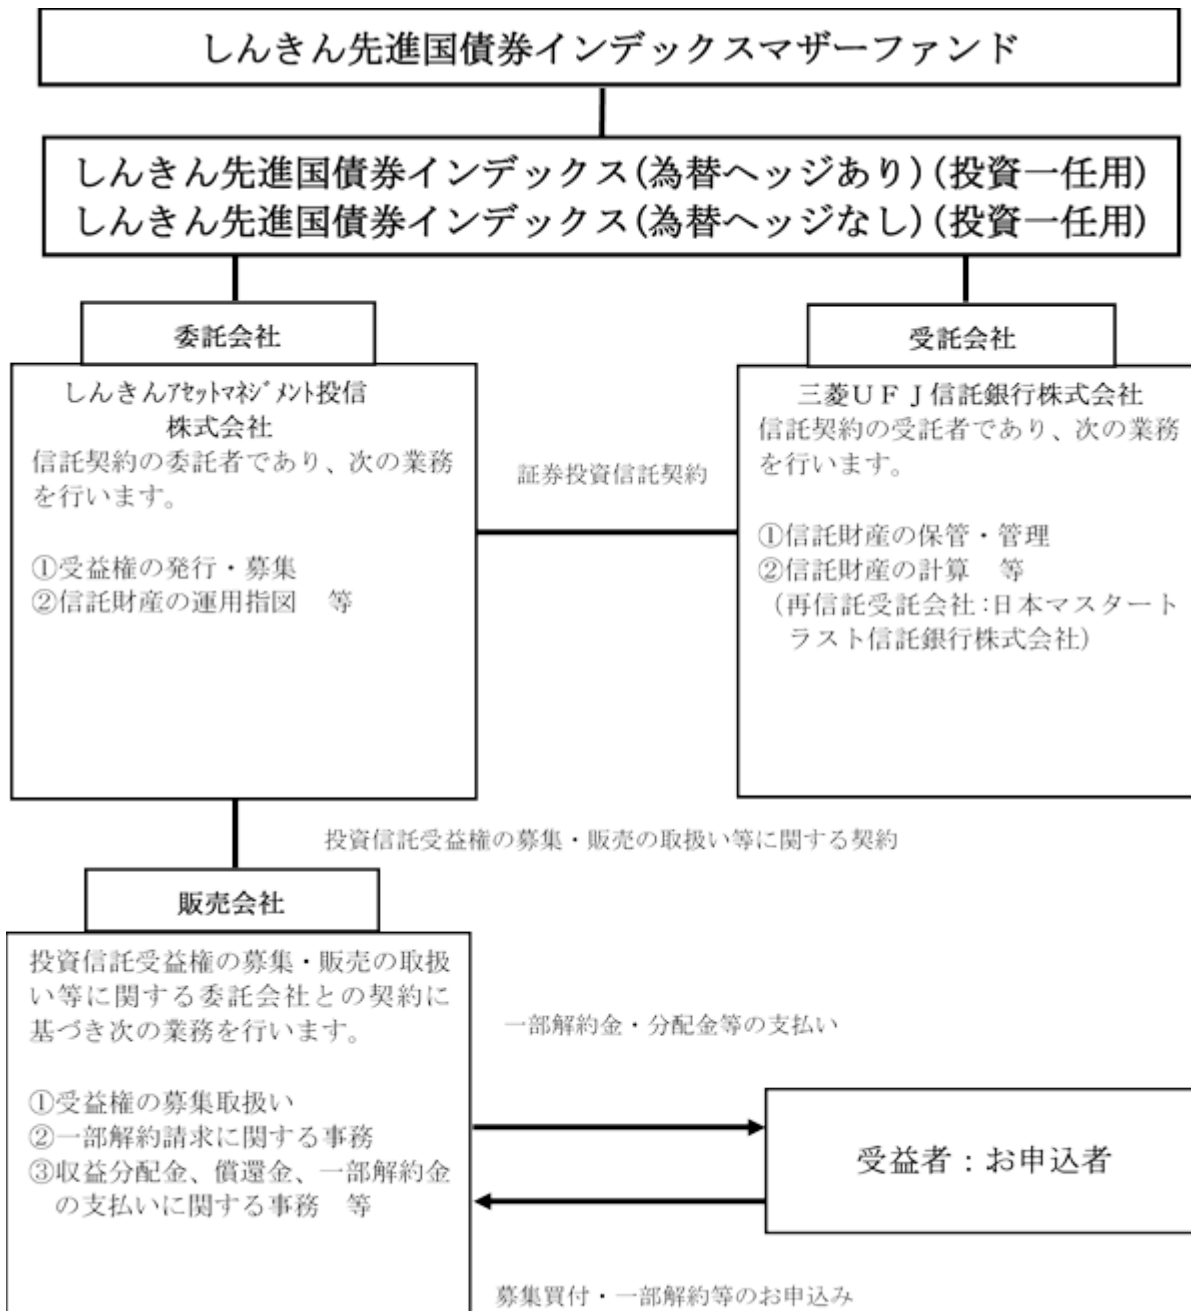 しんきん先進国債券インデックスマザーファンド
しんきん先進国債券インデックス(為替ヘッジあり)(投資一任用)
しんきん先進国債券インデックス(為替ヘッジなし)(投資一任用)
委託会社
しんきんｱｾｯﾄﾏﾈｼﾞﾒﾝﾄ投信
株式会社
信託契約の委託者であり、次の業務
を行います。
①受益権の発行・募集
②信託財産の運用指図　等
証券投資信託契約
受託会社
三菱ＵＦＪ信託銀行株式会社
信託契約の受託者であり、次の業務
を行います。
①信託財産の保管・管理
②信託財産の計算　等
（再信託受託会社：日本マスタート
ラスト信託銀行株式会社）
投資信託受益権の募集・販売の取扱い等に関する契約
販売会社
投資信託受益権の募集・販売の取扱
い等に関する委託会社との契約に
基づき次の業務を行います。
①受益権の募集取扱い
②一部解約請求に関する事務
③収益分配金、償還金、一部解約金
の支払いに関する事務　等
一部解約金・分配金等の支払い
受益者：お申込者
募集買付・一部解約等のお申込み